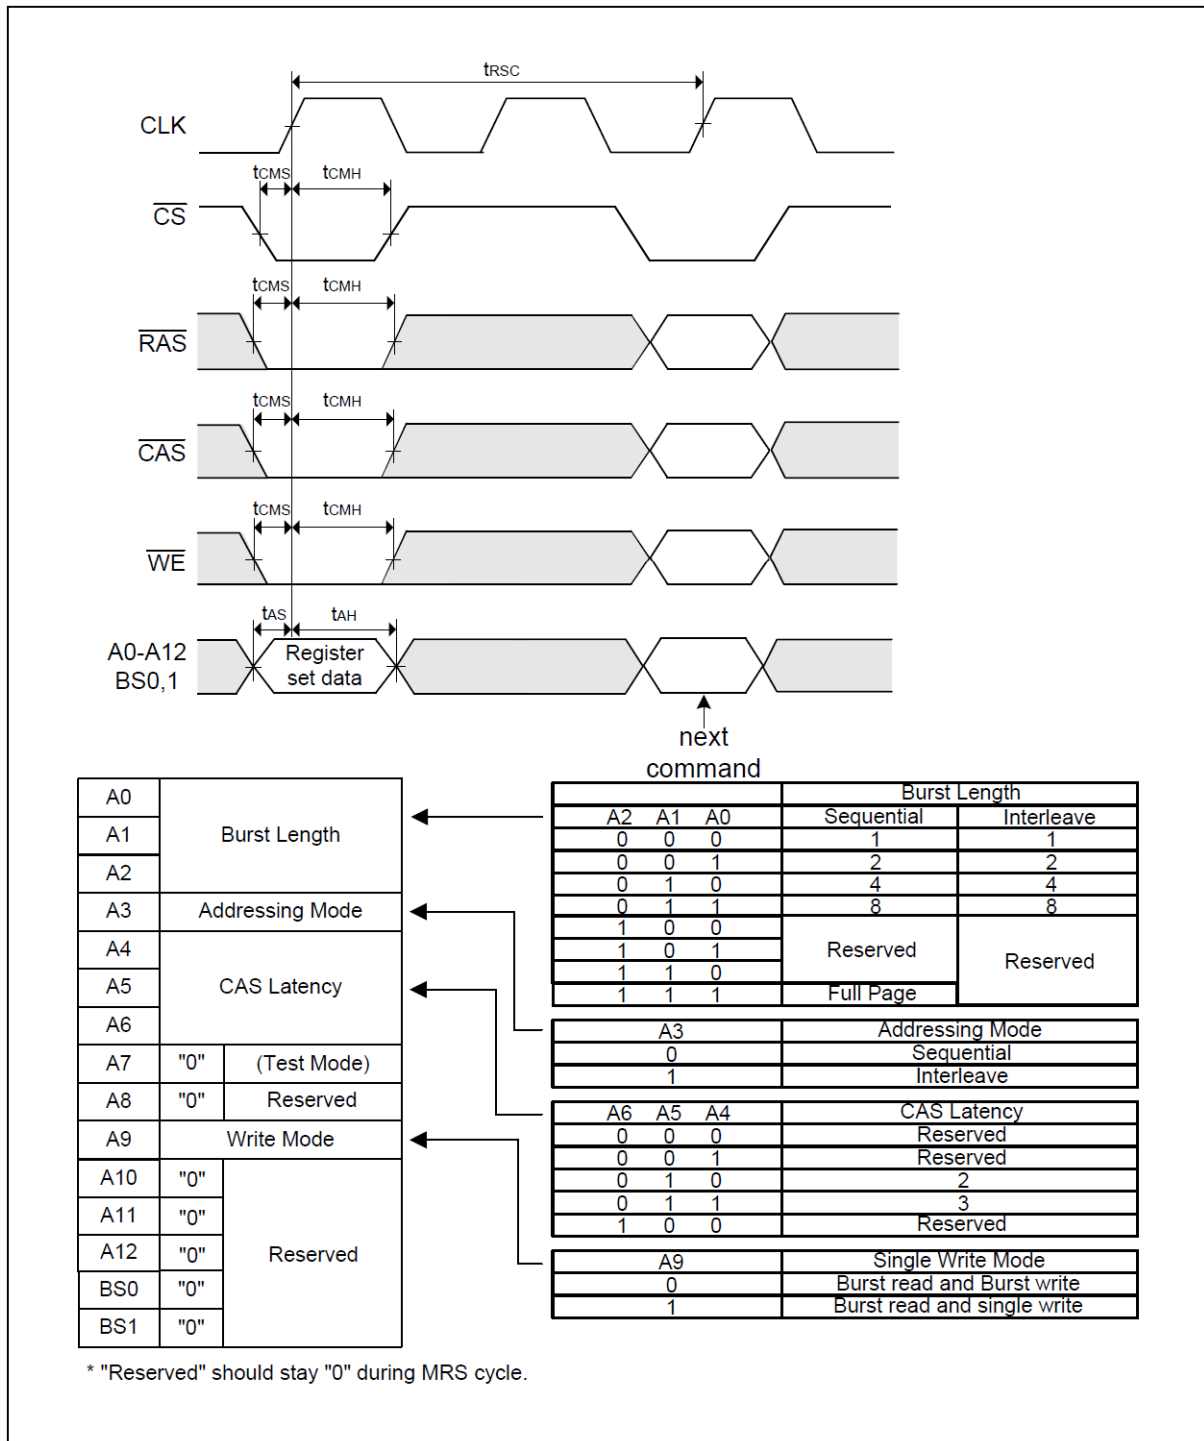 tRSC
CLK
tCMS tCMH
CS
tCMS tCMH
RAS
tCMS tCMH
CAS
tCMS tCMH
WE
tAS tAH
A0-A12
BS0,1
Register
set data
next
command
A0
A1
A2
Burst Length
A3 Addressing Mode
A4
A5
A6
CAS Latency
A7 "0" (Test Mode)
A8 "0" Reserved
A9 Write Mode
A10 "0"
A11 "0"
A12 "0"
BS0 "0"
BS1 "0"
Reserved
Burst Length
A2 A1 A0 Sequential Interleave
0 0 0 1 1
0 0 1 2 2
0 1 0 4 4
0 1 1 8 8
1 0 0
1 0 1
1 1 0
Reserved
Reserved
1 1 1 Full Page
A3 Addressing Mode
0 Sequential
1 Interleave
A6 A5 A4 CAS Latency
0 0 0 Reserved
0 0 1 Reserved
0 1 0 2
0 1 1 3
1 0 0 Reserved
A9 Single Write Mode
0 Burst read and Burst write
1 Burst read and single write
* "Reserved" should stay "0" during MRS cycle.